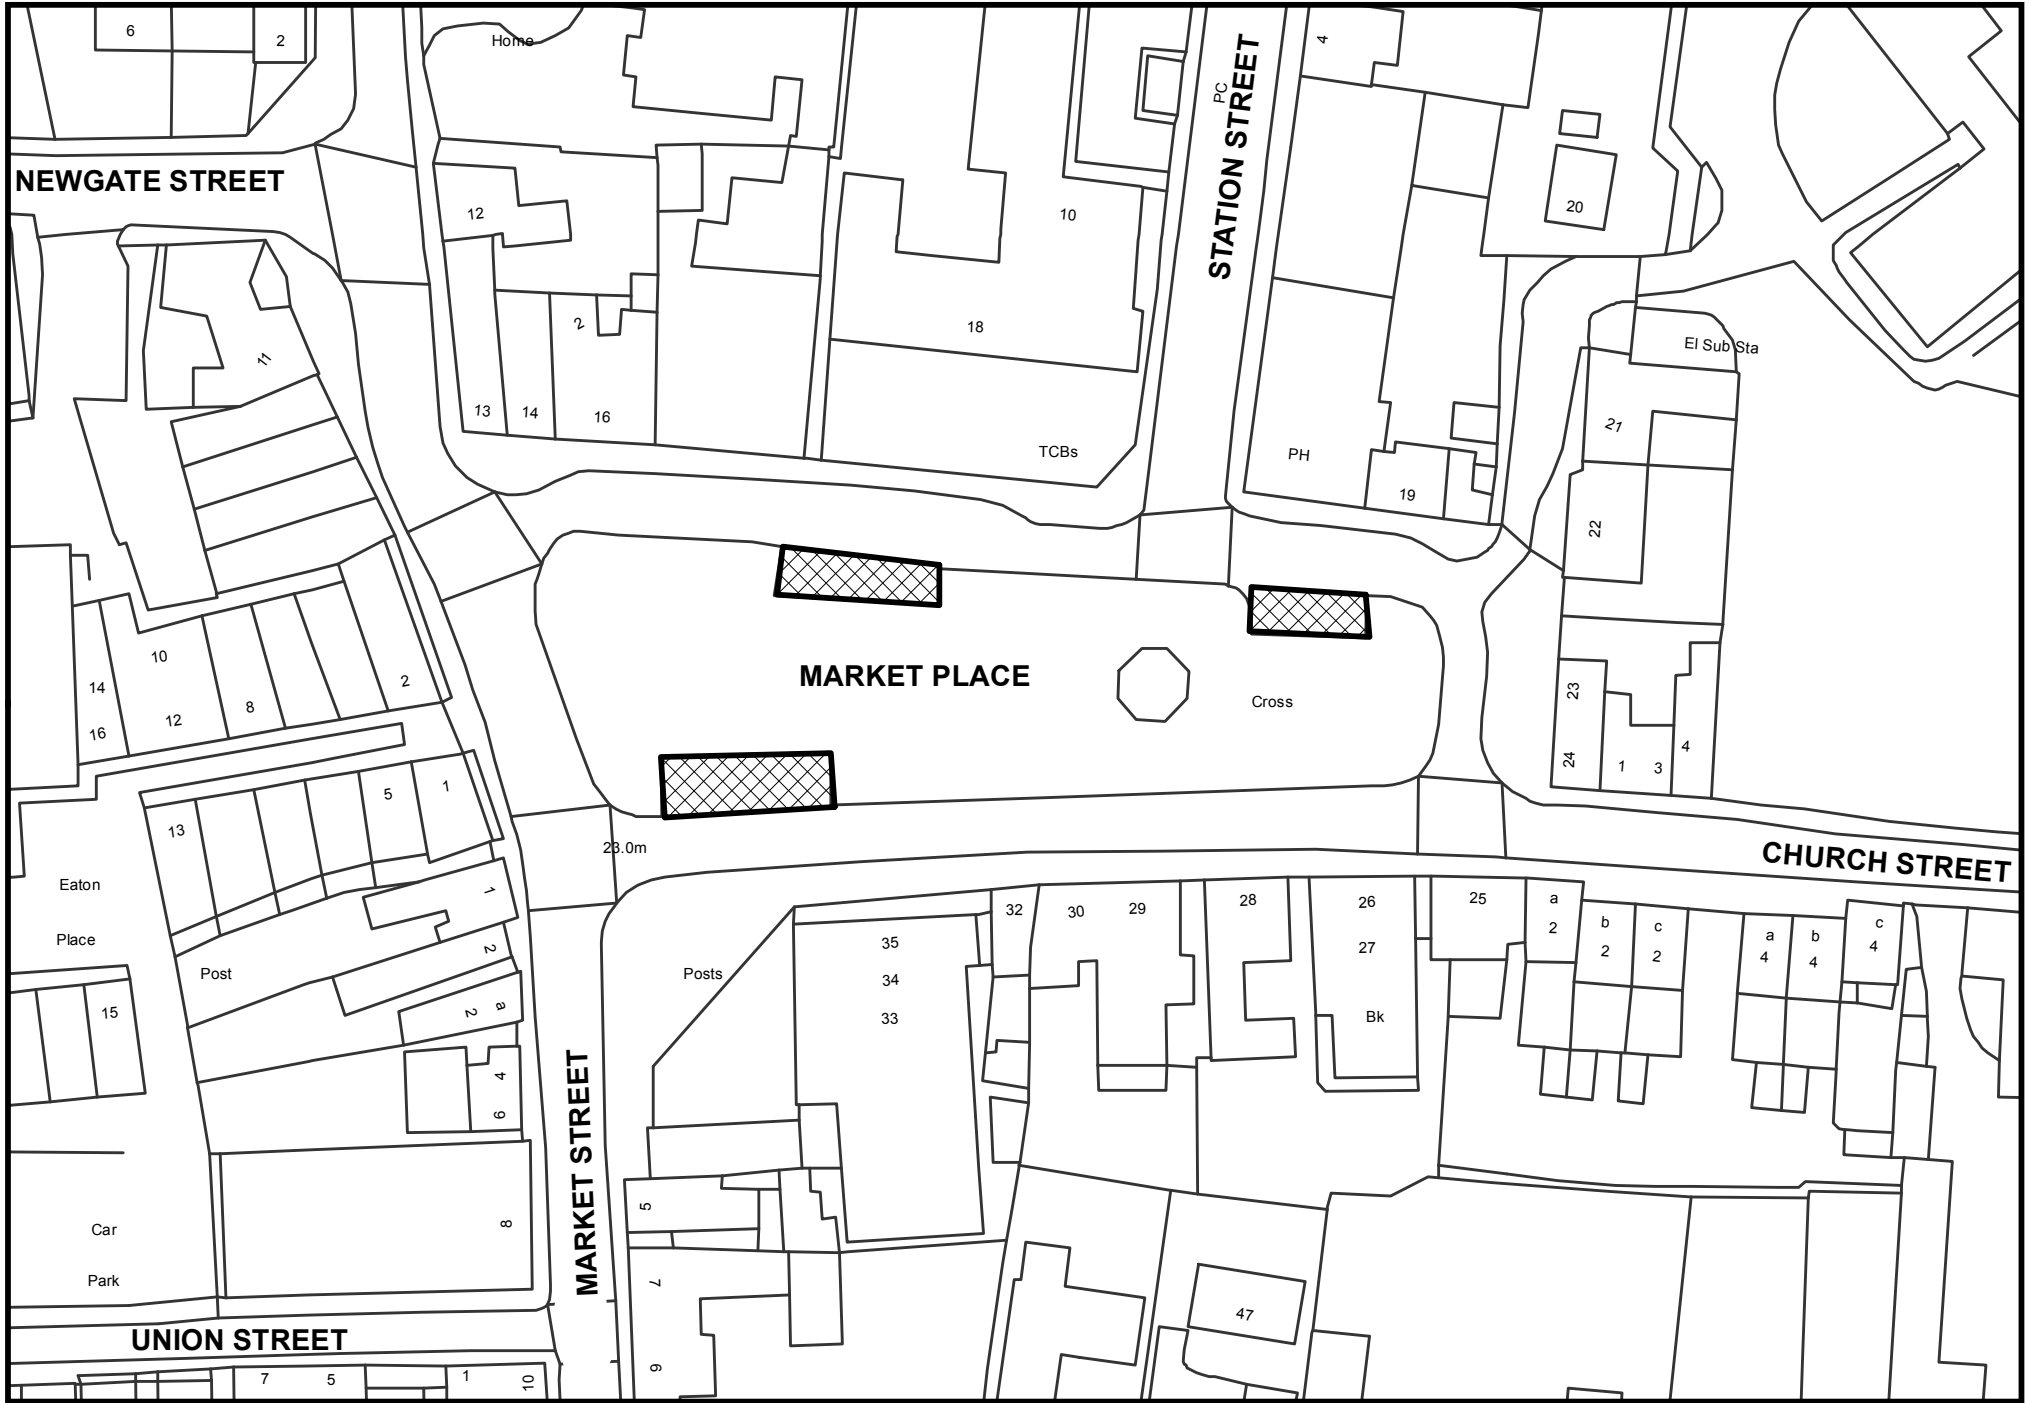 6
2
Home
4
PC
STATION STREET
NEWGATE STREET
12
10
20
11
2
18
El Sub Sta
13
14
16
TCBs
PH
19
21
22
10
14
12
16
8
2
MARKET PLACE
Cross
23
24
1
3
4
13
5
1
23.0m
CHURCH STREET
Eaton
Place
Post
Posts
1
2
2
a
4
6
15
35
34
33
32
30
29
28
26
27
Bk
25
a
2
b
2
c
2
a
4
b
4
c
4
MARKET STREET
5
7
9
8
Car
Park
47
UNION STREET
7
5
1
10